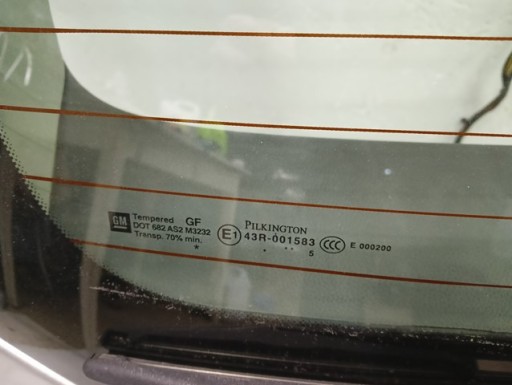 GM
Tempered GF
DOT 682 AS2 M3232
Transp. 70% min.
PILKINGTON
E1 43R-001583
5
CCC E 000200